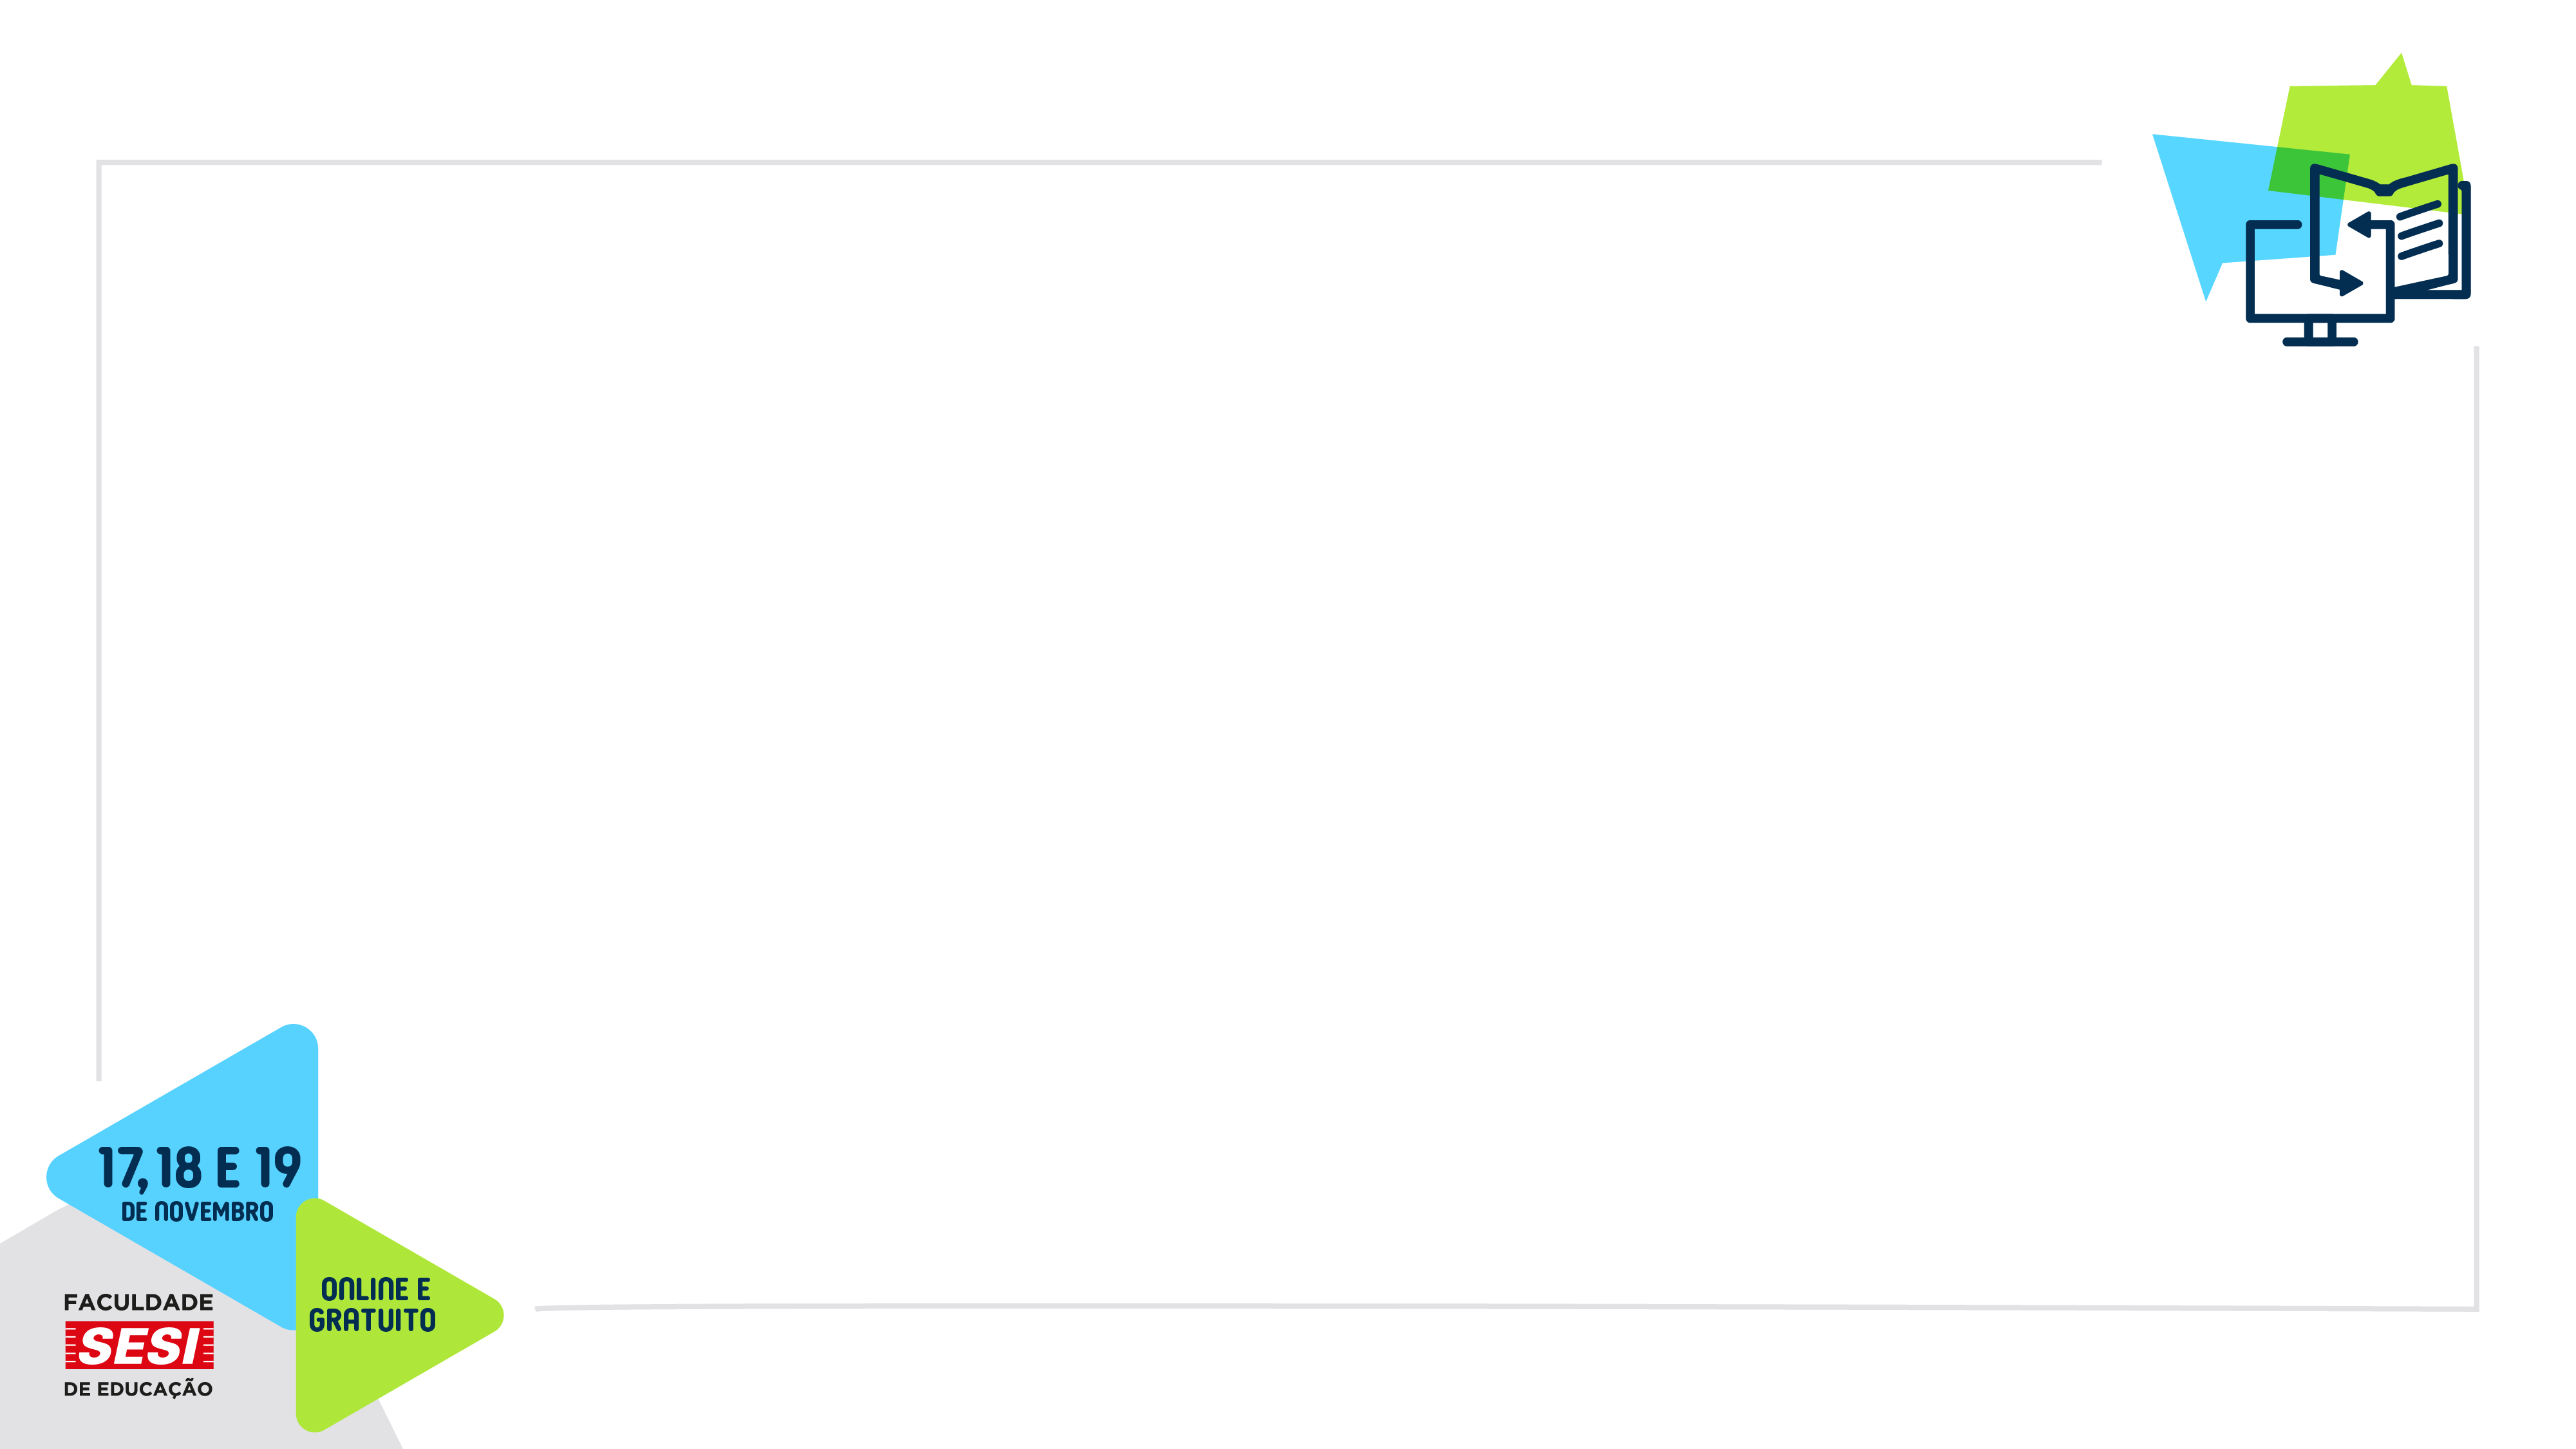 17, 18 E 19
DE NOVEMBRO
ONLINE E
GRATUITO
FACULDADE
SESI
DE EDUCAÇÃO